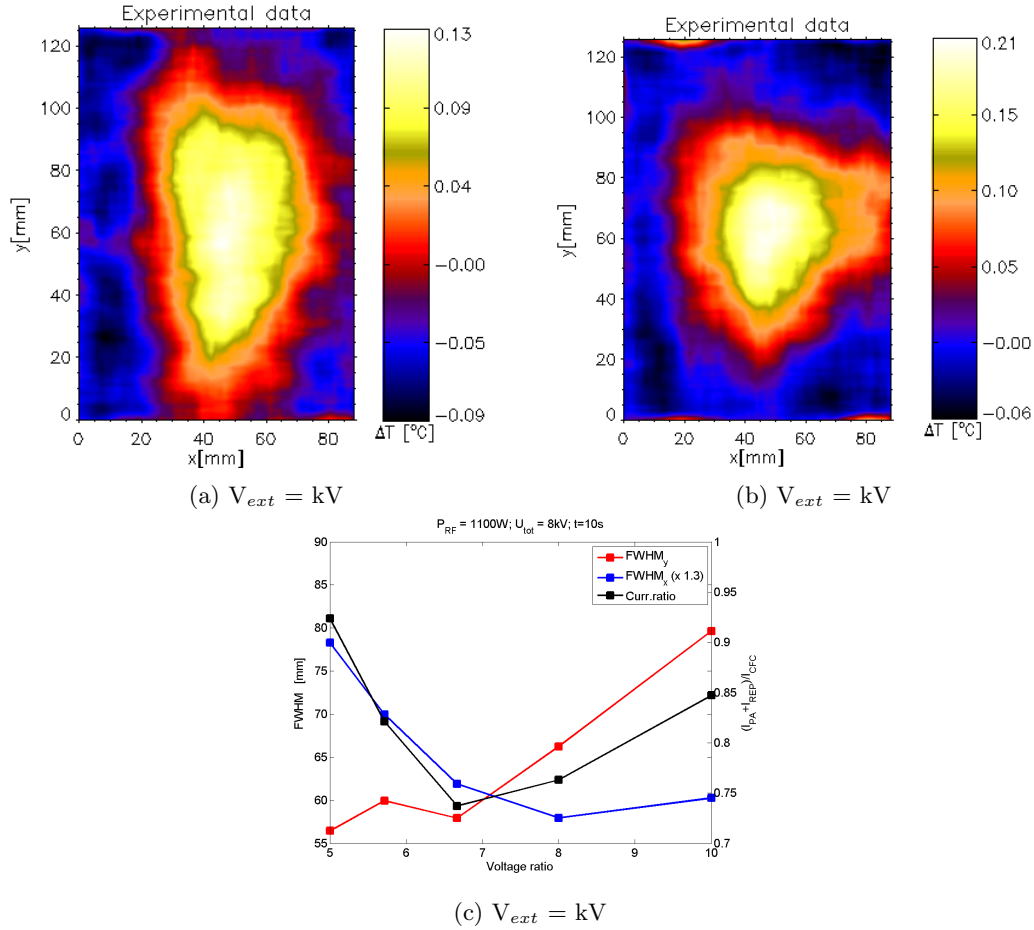 Experimental data
120
100
80
60
40
20
0
y[mm]
0 20 40 60 80
x[mm]
0.13
0.09
0.04
−0.00
−0.05
−0.09
ΔT [°C]
(a) V_ext = kV
Experimental data
120
100
80
60
40
20
0
y[mm]
0 20 40 60 80
x[mm]
0.21
0.15
0.10
0.05
−0.00
−0.06
ΔT [°C]
(b) V_ext = kV
P_RF = 1100W; U_tot = 8kV; t=10s
90
85
80
75
70
65
60
55
FWHM [mm]
FWHM_y
FWHM_x (x 1.3)
Curr.ratio
1
0.95
0.9
0.85
0.8
0.75
0.7
(I_PA+I_REP)/I_CFC
5 6 7 8 9 10
Voltage ratio
(c) V_ext = kV